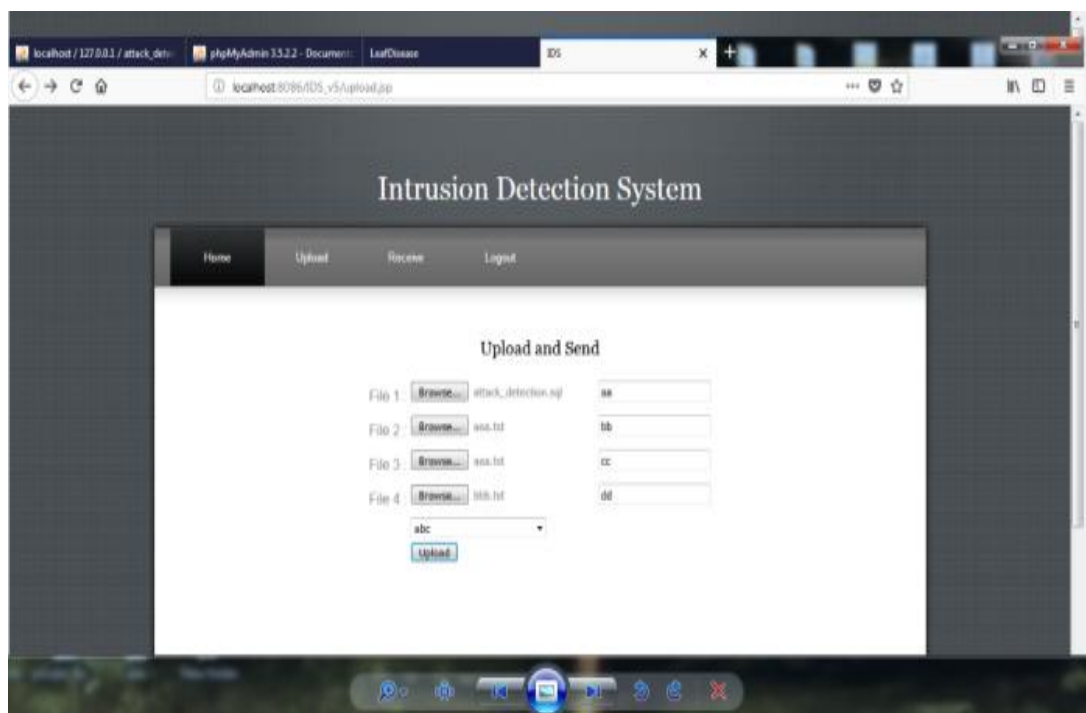 localhost / 127.0.0.1 / attack_dete
phpMyAdmin 3.5.2.2 - Document
LeafDisease
IDS
localhost:8086/IDS_v5/upload.jsp
Intrusion Detection System
Home
Upload
Receive
Logout
Upload and Send
File 1 Browse... attack_detection.sql aa
File 2 Browse... aaa.txt bb
File 3 Browse... aaa.txt cc
File 4 Browse... bbb.txt dd
abc
Upload